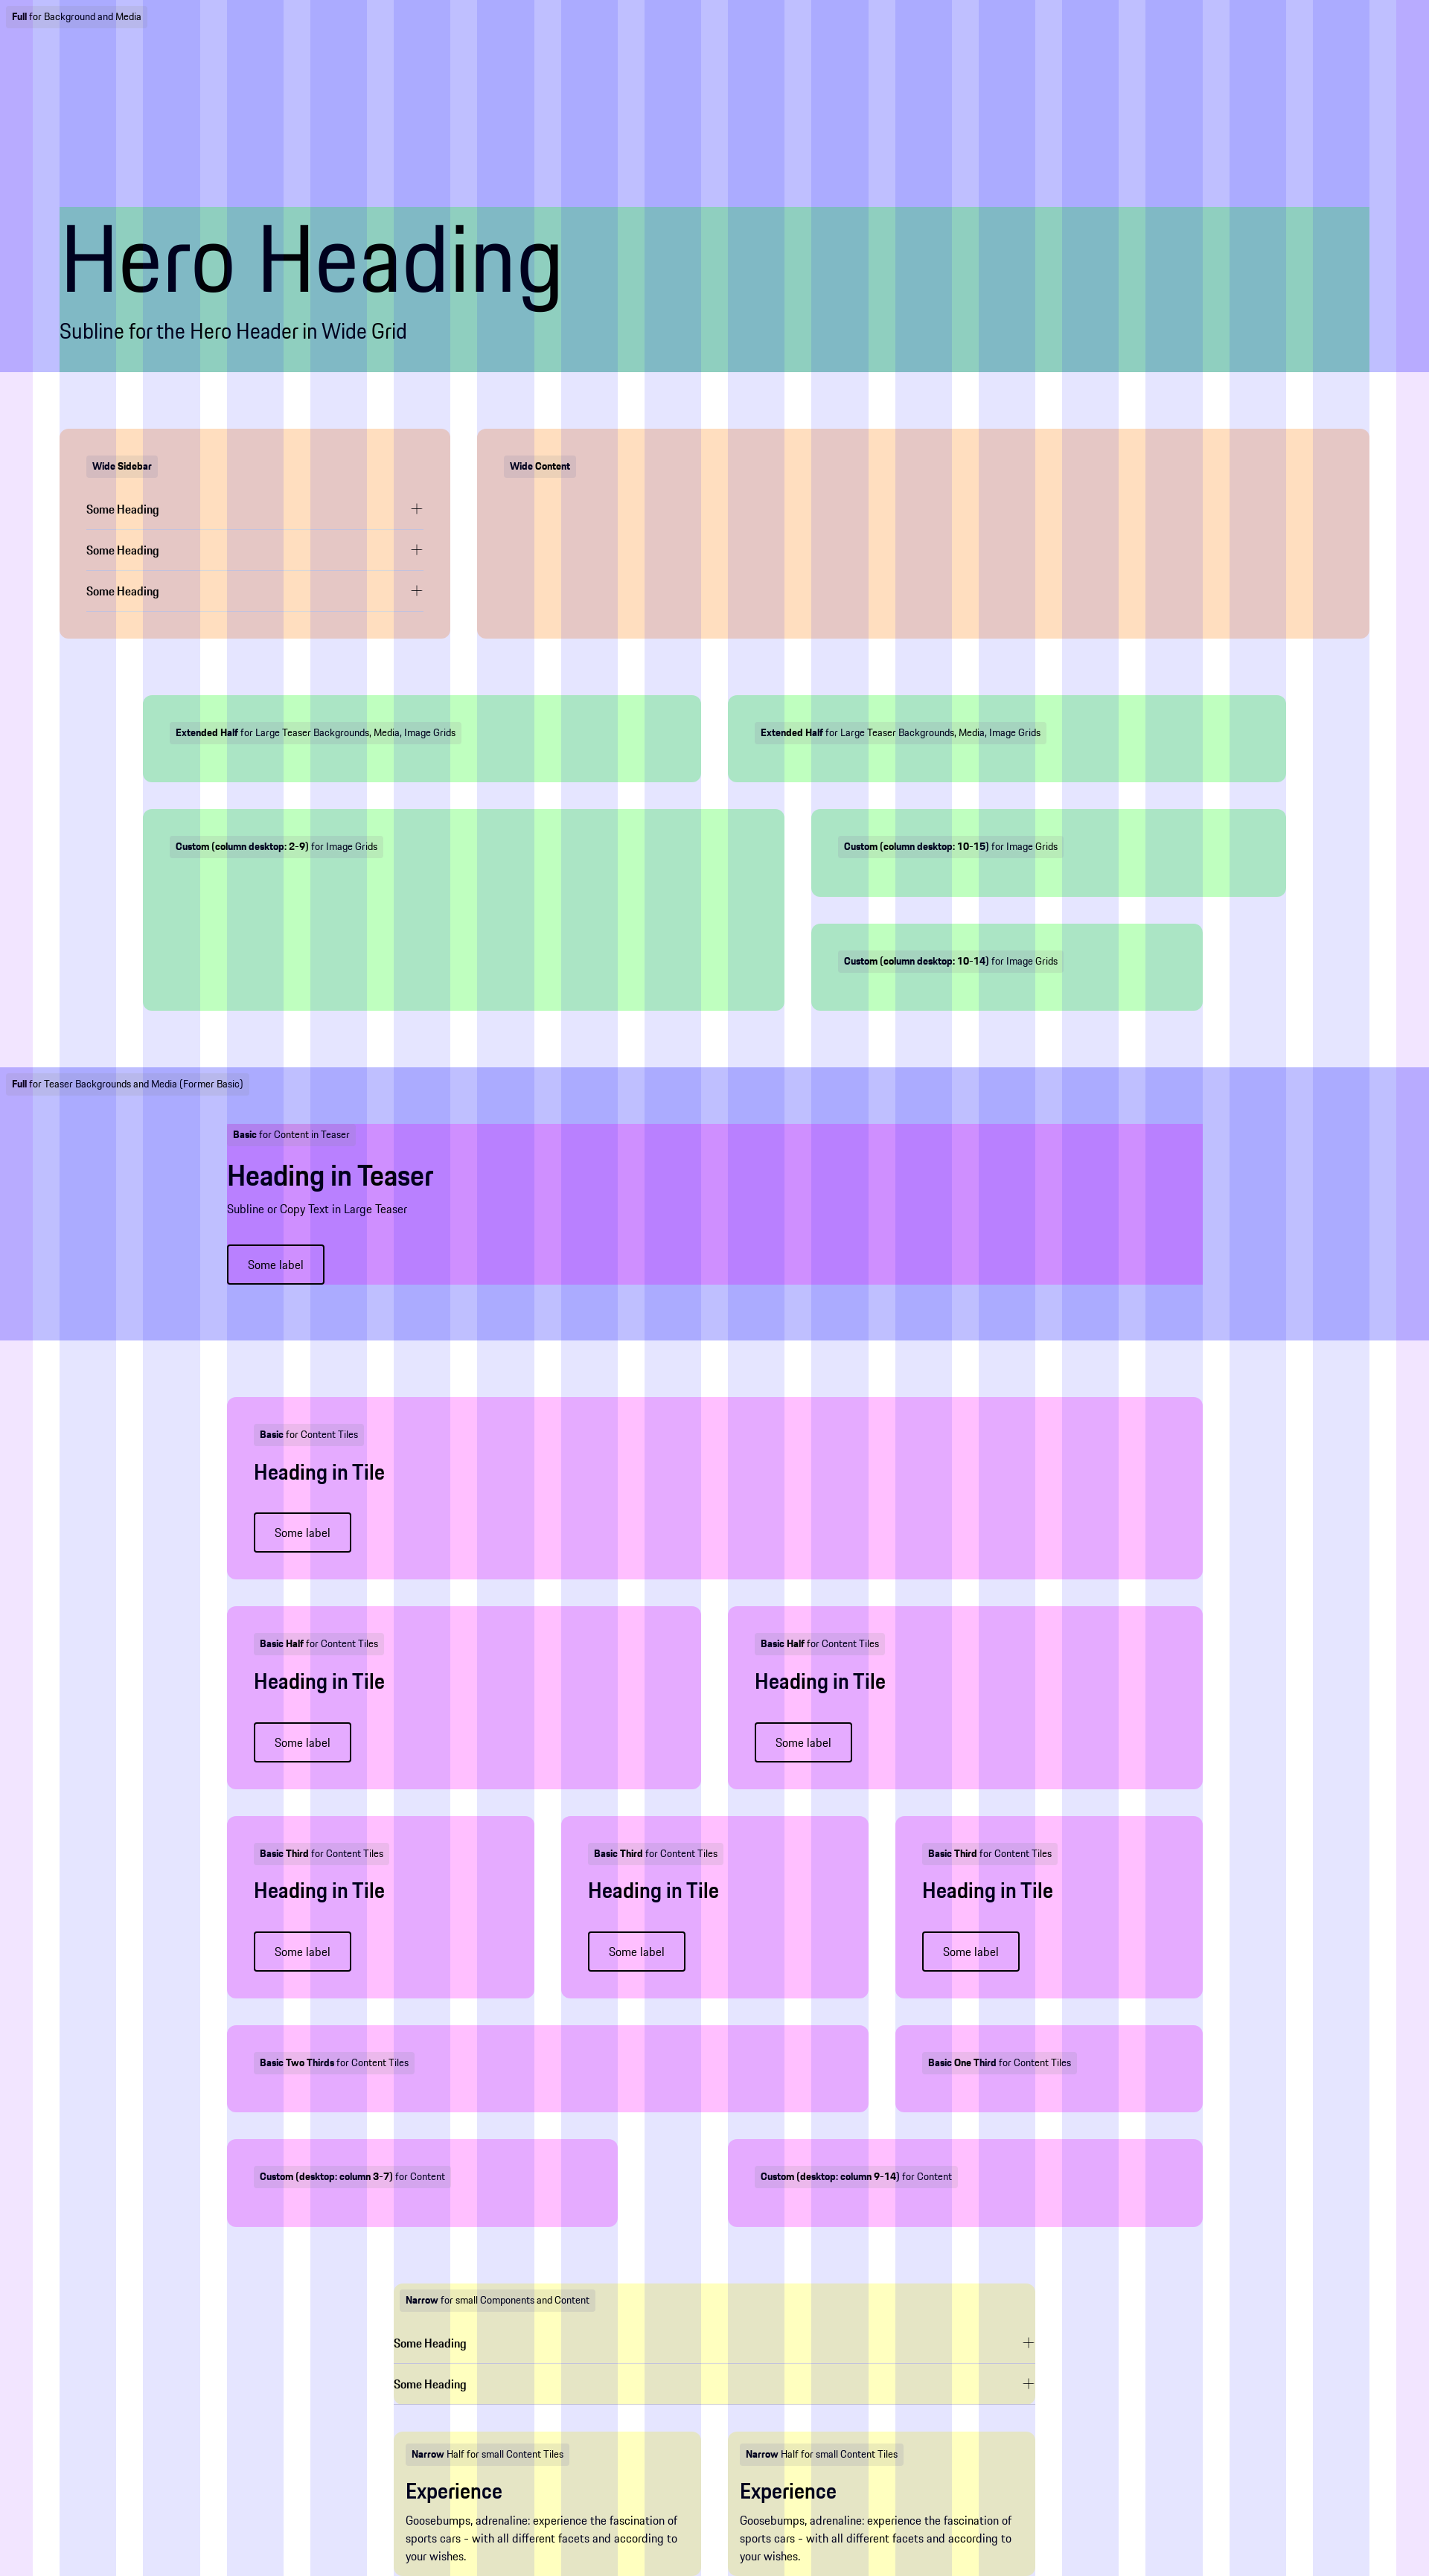 Full for Background and Media
Hero Heading
Subline for the Hero Header in Wide Grid
Wide Sidebar
Some Heading
Some Heading
Some Heading
Wide Content
Extended Half for Large Teaser Backgrounds, Media, Image Grids
Extended Half for Large Teaser Backgrounds, Media, Image Grids
Custom (column desktop: 2-9) for Image Grids
Custom (column desktop: 10-15) for Image Grids
Custom (column desktop: 10-14) for Image Grids
Full for Teaser Backgrounds and Media (Former Basic)
Basic for Content in Teaser
Heading in Teaser
Subline or Copy Text in Large Teaser
Some label
Basic for Content Tiles
Heading in Tile
Some label
Basic Half for Content Tiles
Heading in Tile
Some label
Basic Half for Content Tiles
Heading in Tile
Some label
Basic Third for Content Tiles
Heading in Tile
Some label
Basic Third for Content Tiles
Heading in Tile
Some label
Basic Third for Content Tiles
Heading in Tile
Some label
Basic Two Thirds for Content Tiles
Basic One Third for Content Tiles
Custom (desktop: column 3-7) for Content
Custom (desktop: column 9-14) for Content
Narrow for small Components and Content
Some Heading
Some Heading
Narrow Half for small Content Tiles
Experience
Goosebumps, adrenaline: experience the fascination of
sports cars - with all different facets and according to
your wishes.
Narrow Half for small Content Tiles
Experience
Goosebumps, adrenaline: experience the fascination of
sports cars - with all different facets and according to
your wishes.